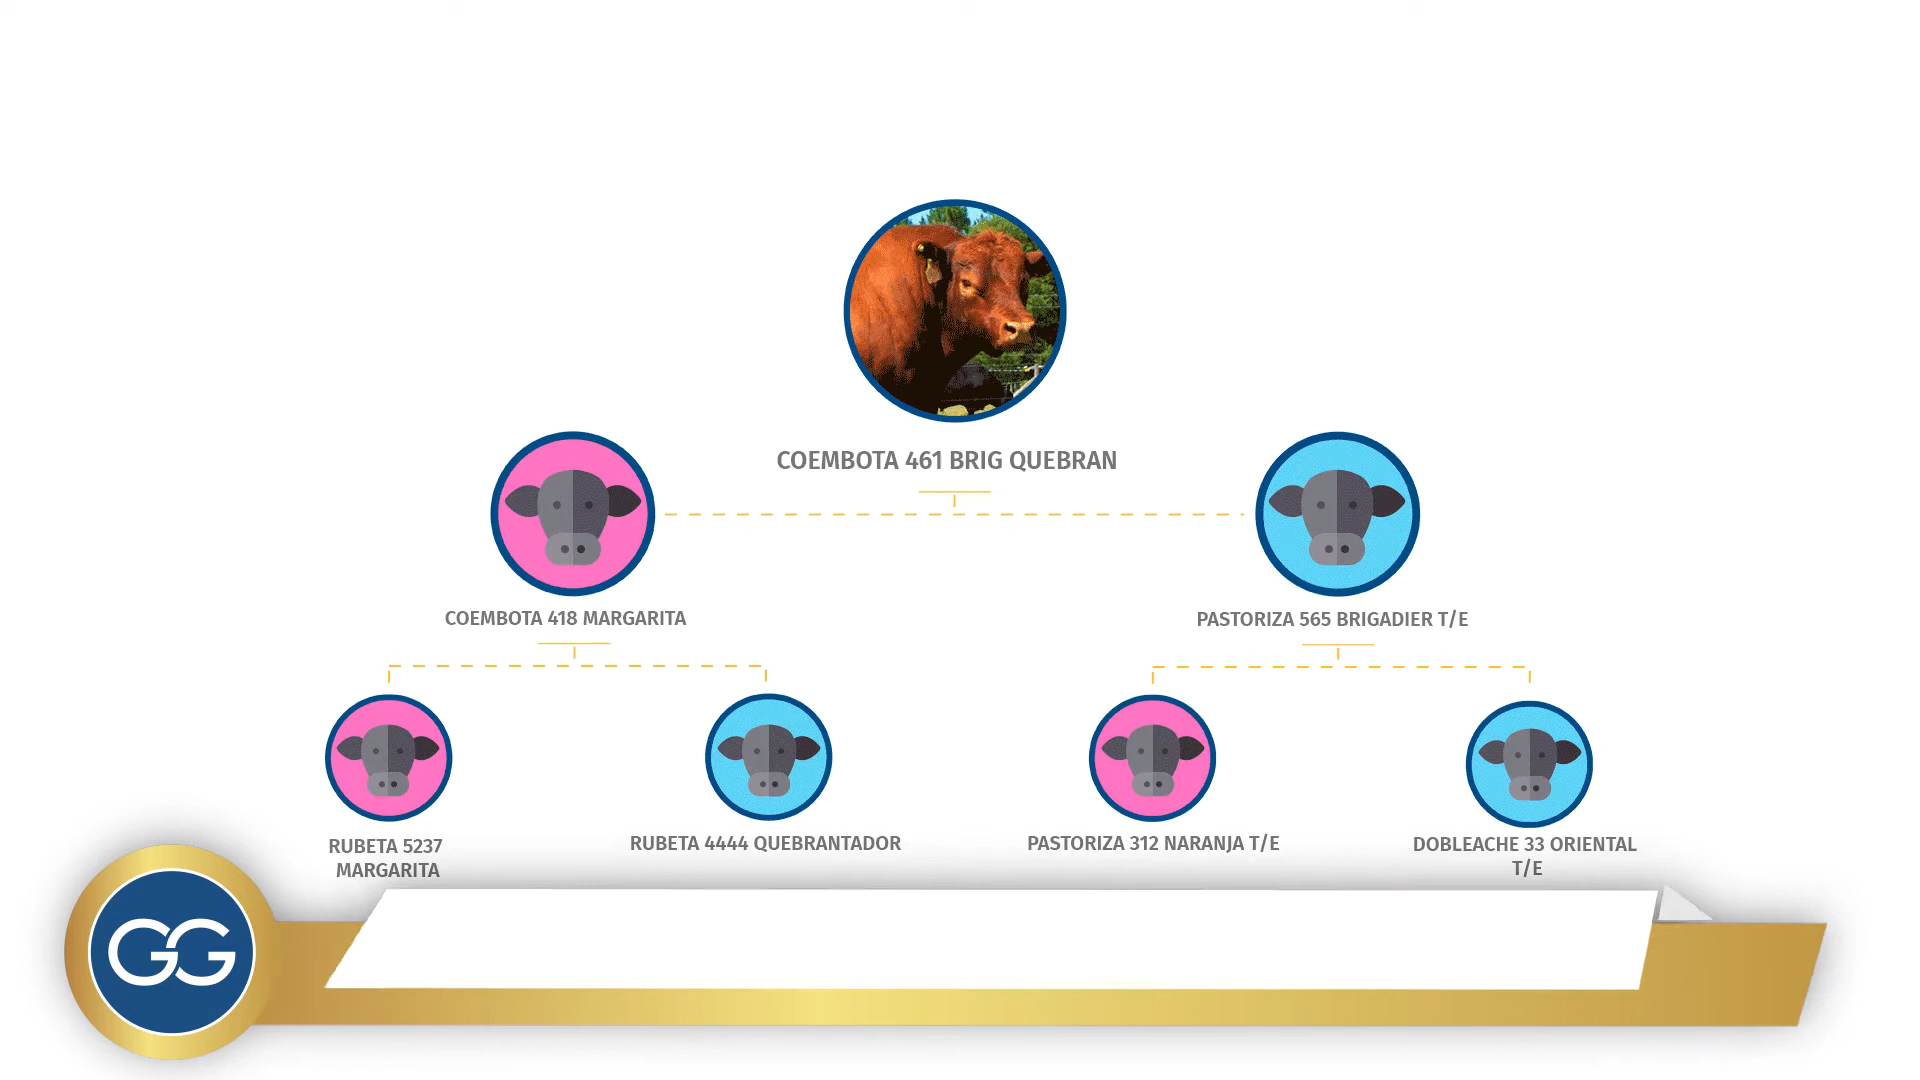 COEMBOTA 461 BRIG QUEBRAN
COEMBOTA 418 MARGARITA
PASTORIZA 565 BRIGADIER T/E
RUBETA 5237
MARGARITA
RUBETA 4444 QUEBRANTADOR
PASTORIZA 312 NARANJA T/E
DOBLEACHE 33 ORIENTAL
T/E
GG